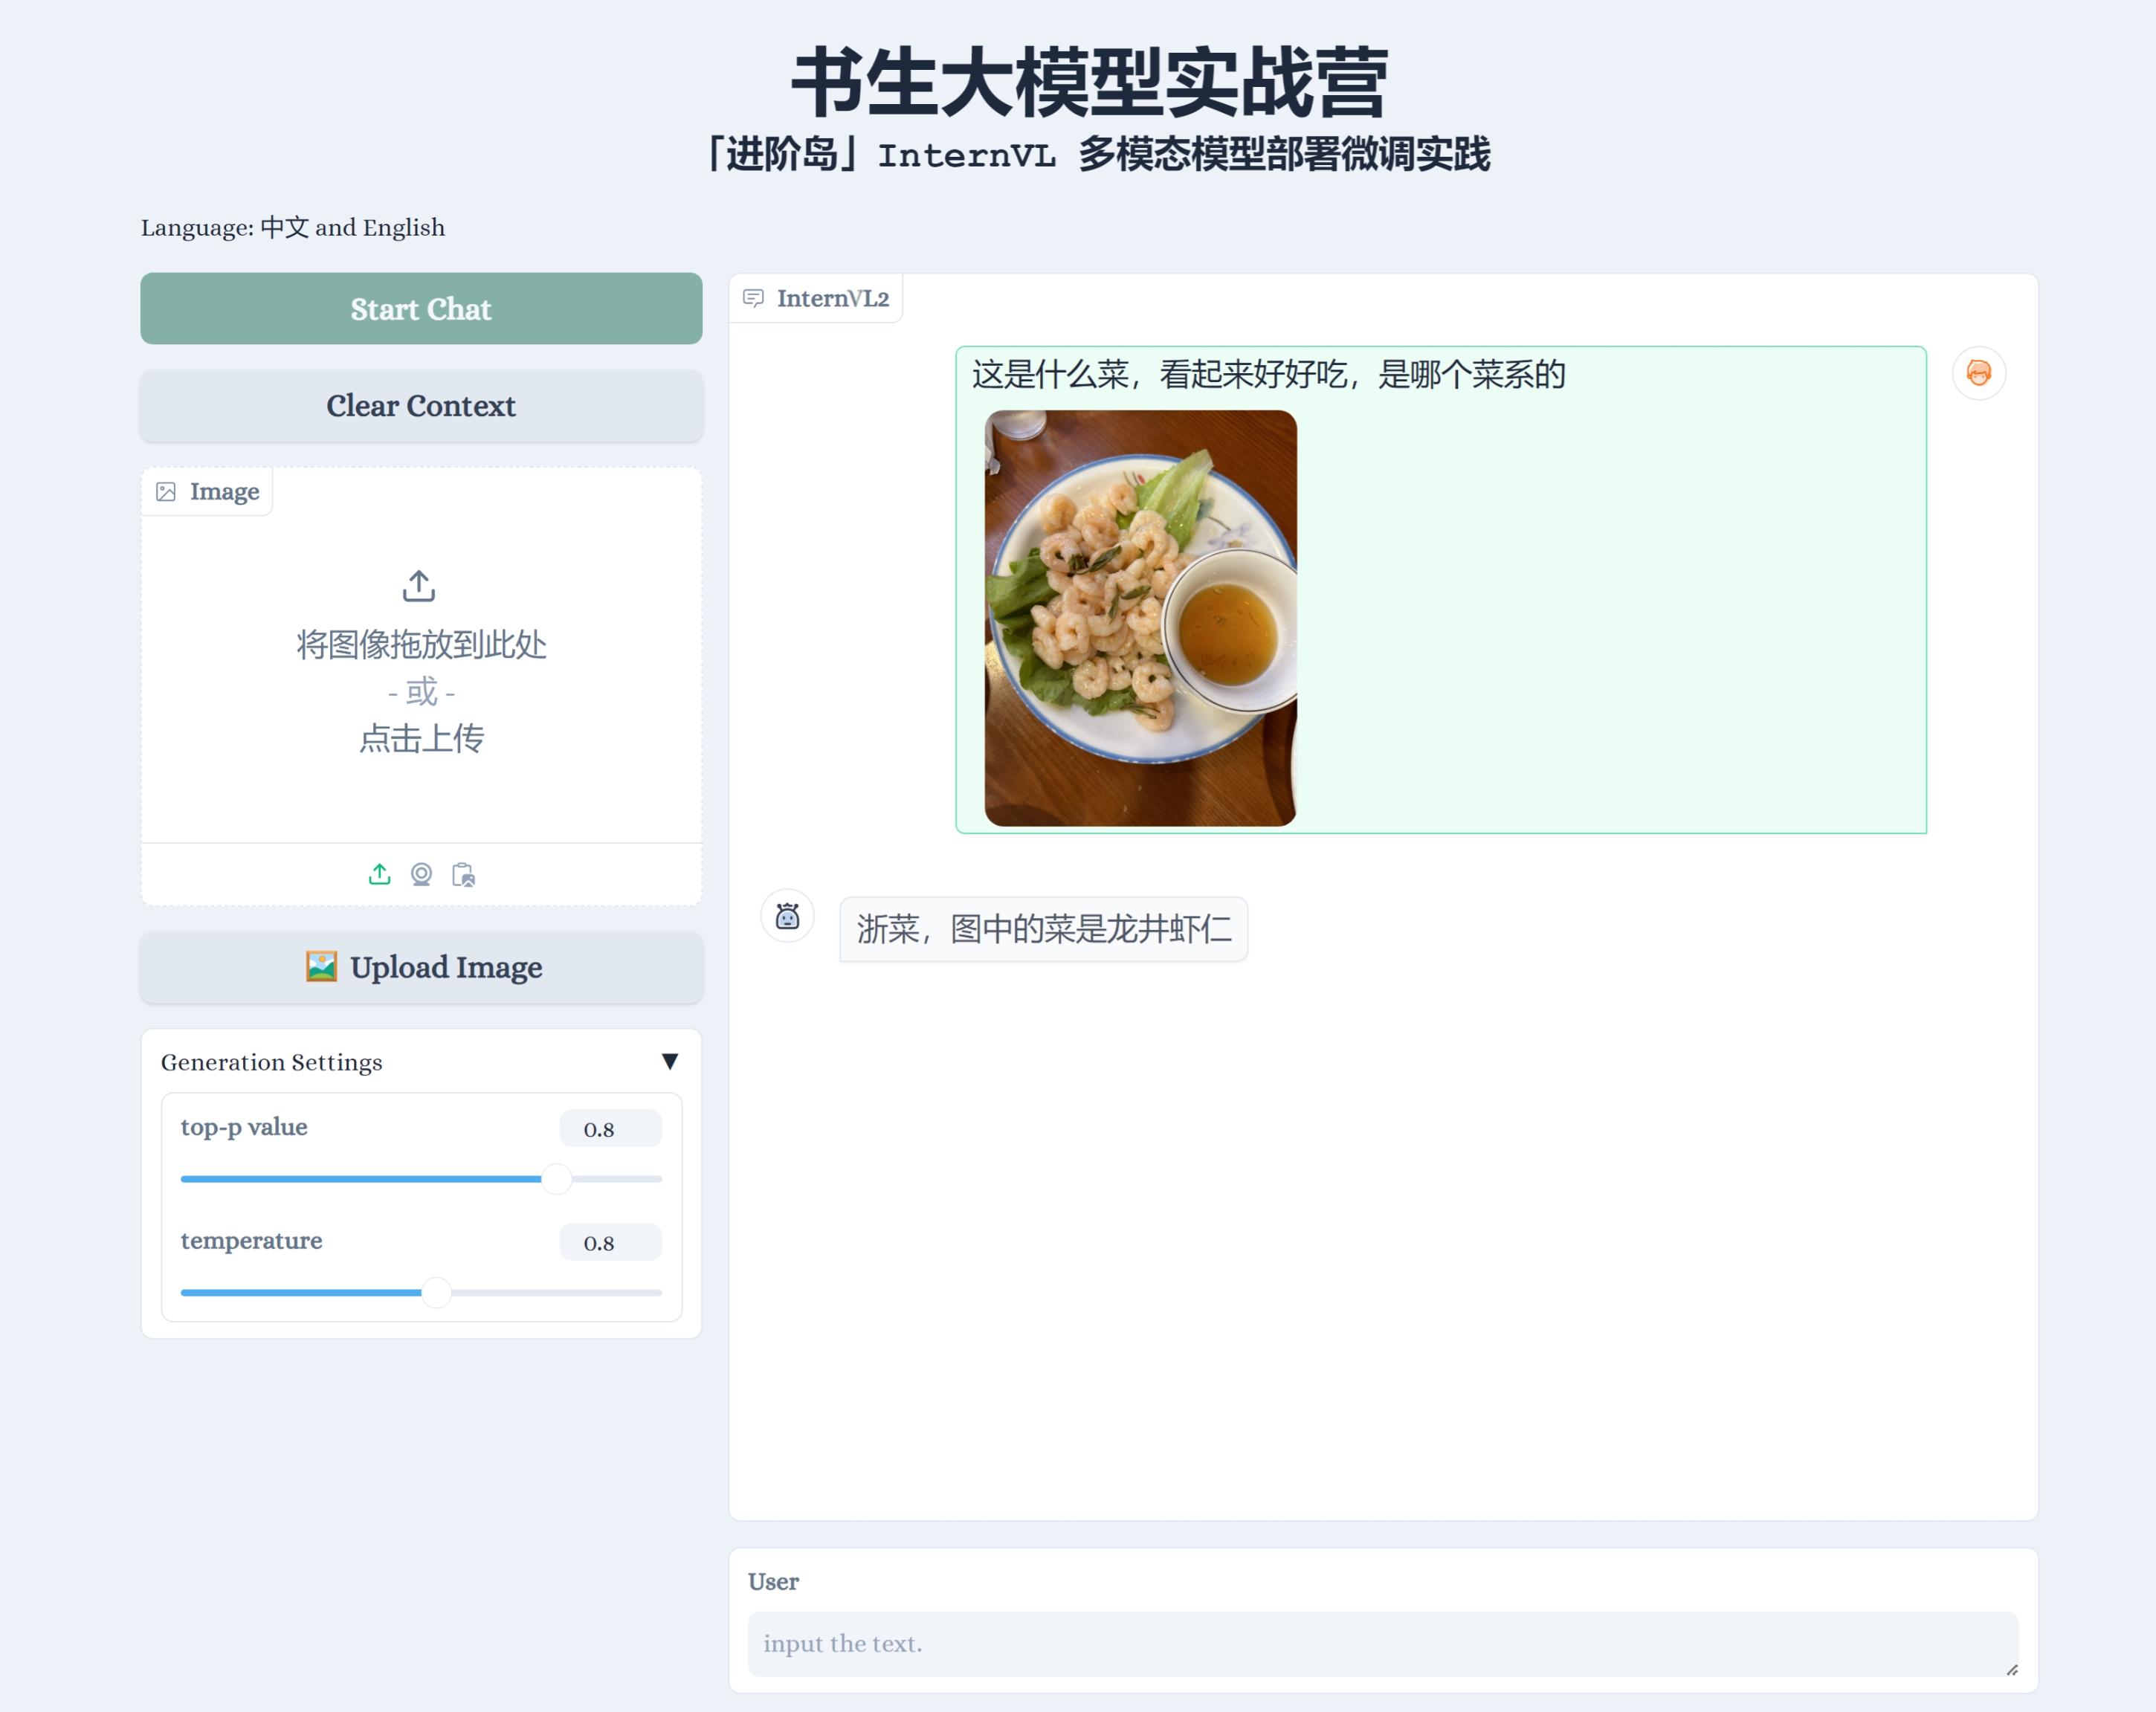 书生大模型实战营
「进阶岛」InternVL 多模态模型部署微调实践
Language: 中文 and English
Start Chat
Clear Context
Image
将图像拖放到此处
- 或 -
点击上传
Upload Image
Generation Settings ▼
top-p value 0.8
temperature 0.8
InternVL2
这是什么菜，看起来好好吃，是哪个菜系的
浙菜，图中的菜是龙井虾仁
User
input the text.